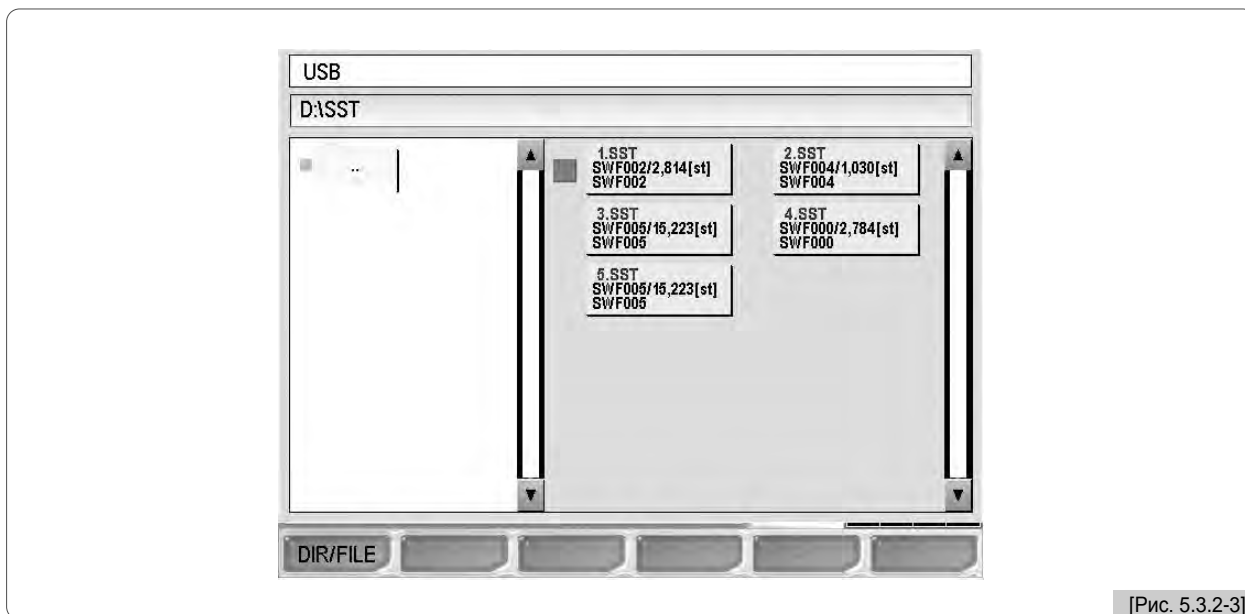 USB
D:\SST
..
1.SST
SWF002/2,814[st]
SWF002
2.SST
SWF004/1,030[st]
SWF004
3.SST
SWF005/15,223[st]
SWF005
4.SST
SWF000/2,784[st]
SWF000
5.SST
SWF005/15,223[st]
SWF005
DIR/FILE
[Рис. 5.3.2-3]